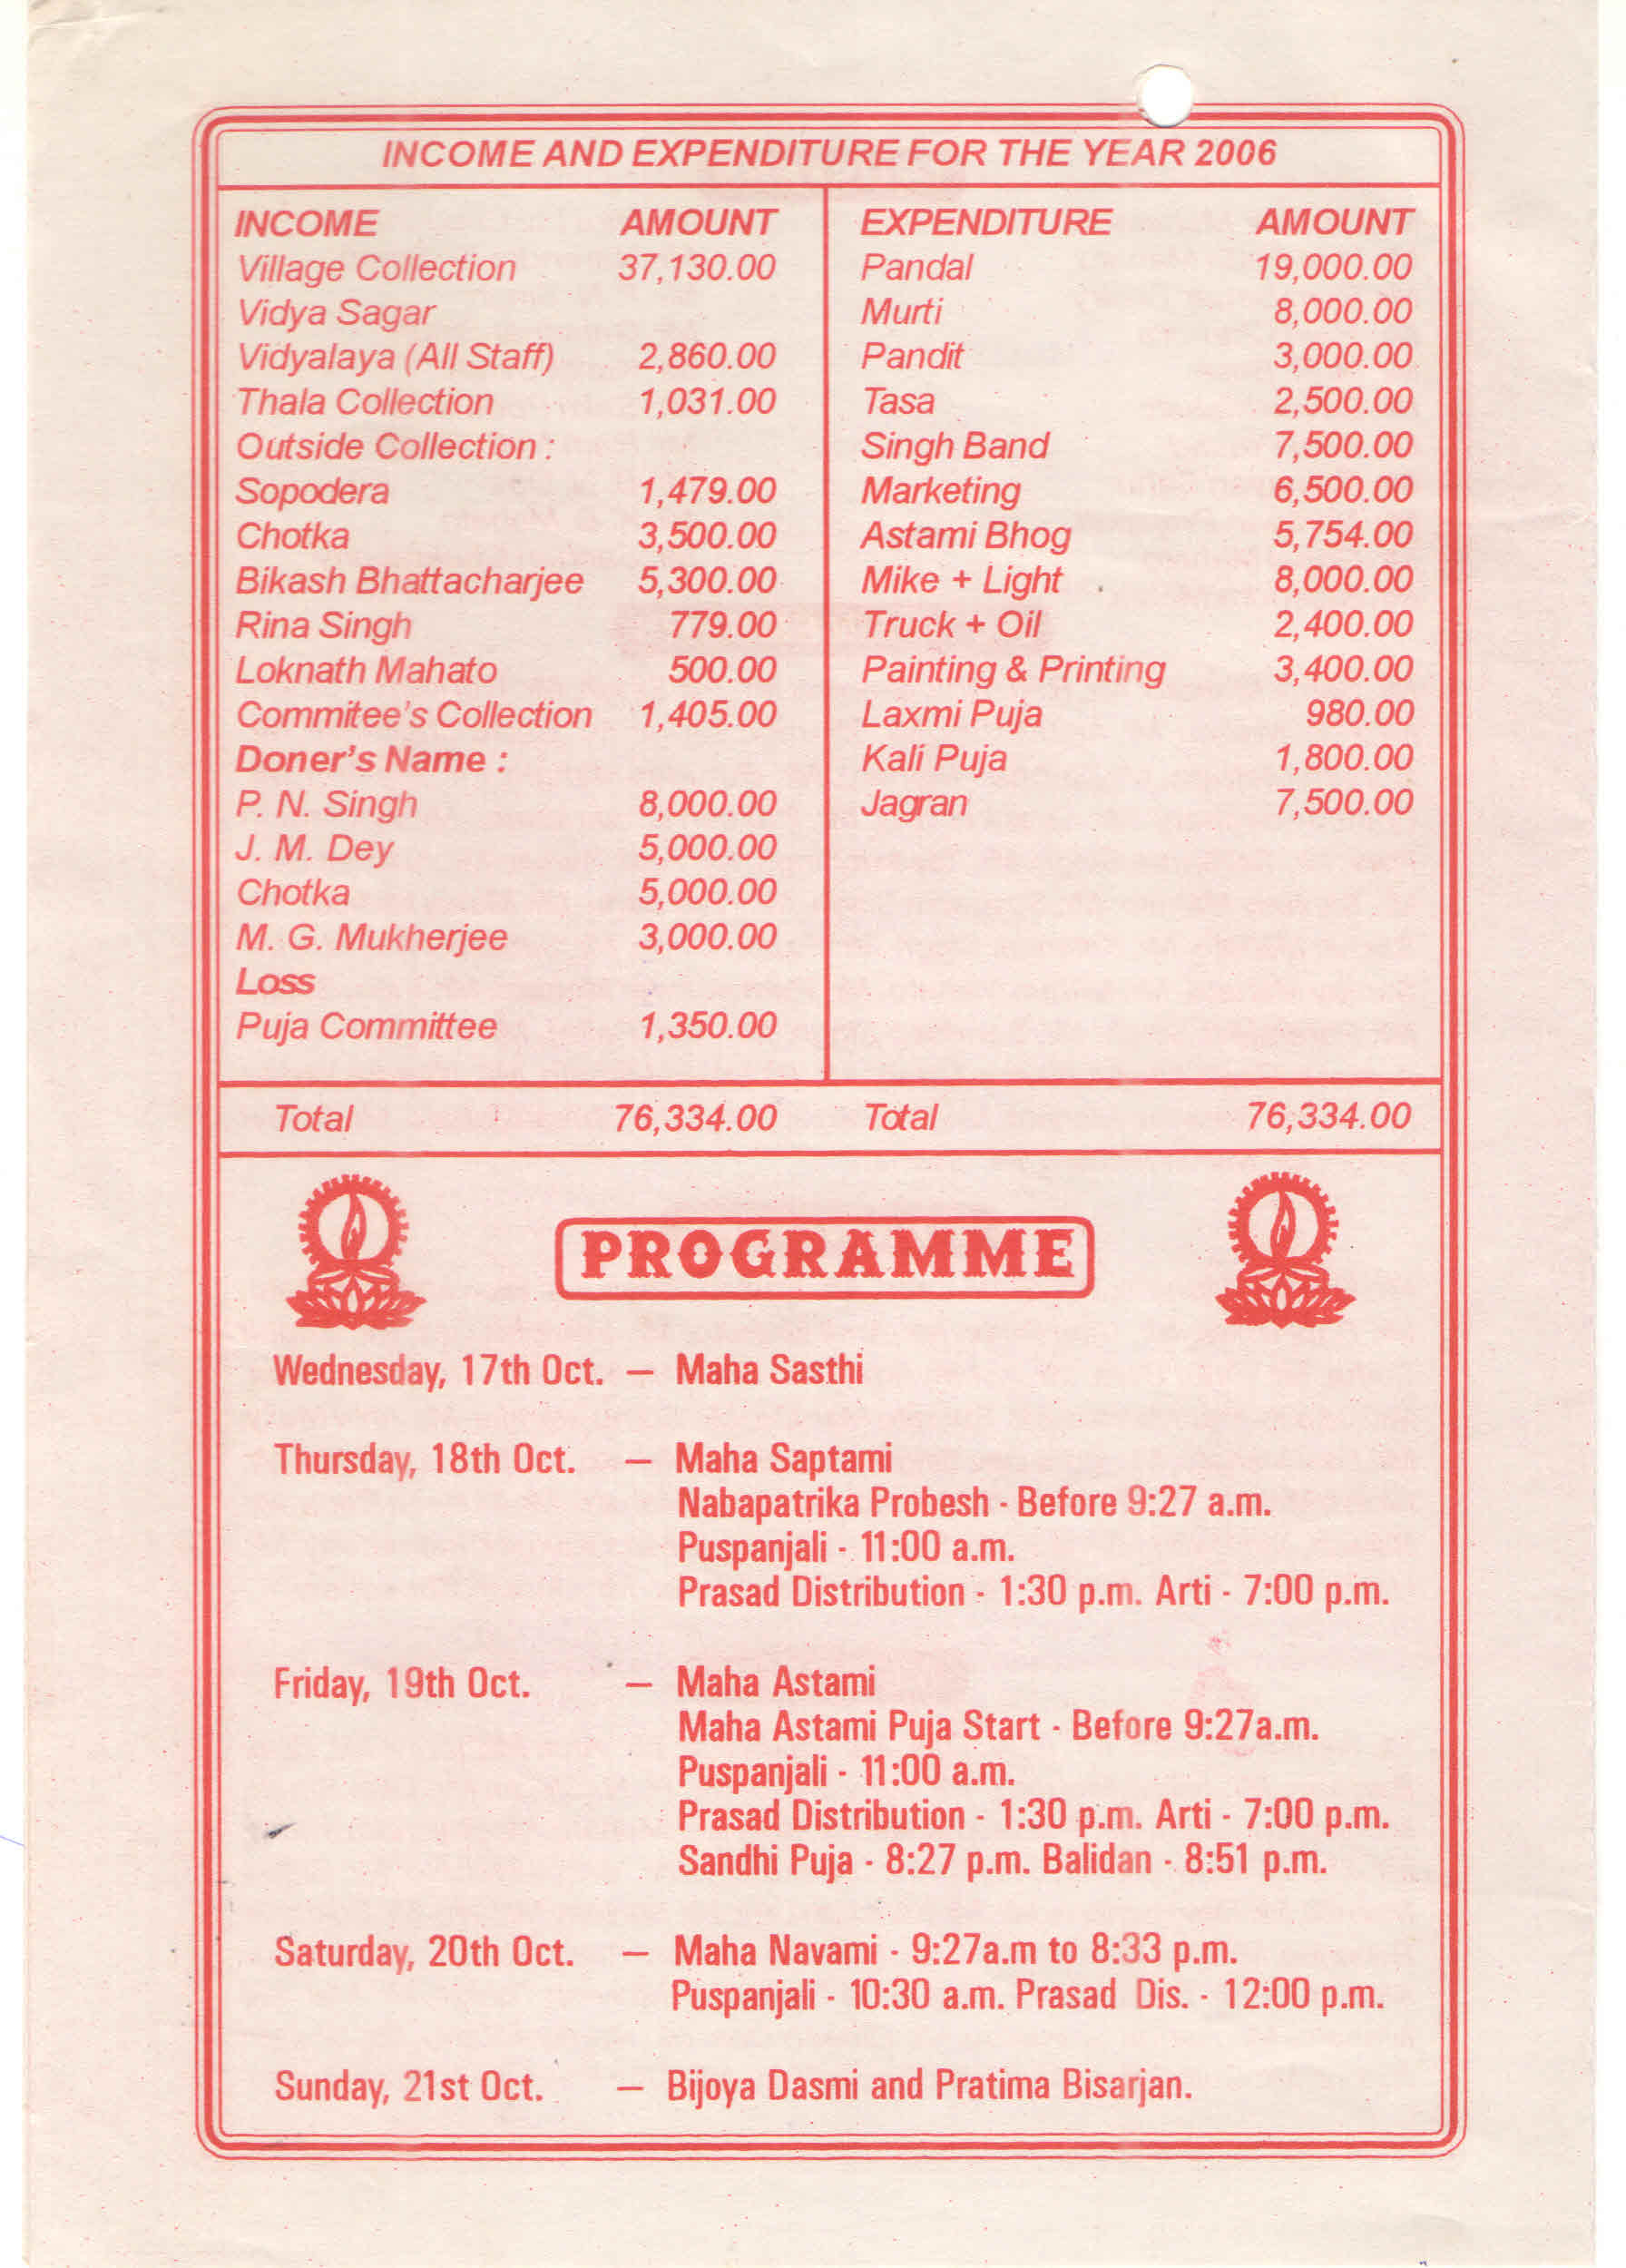 INCOME AND EXPENDITURE FOR THE YEAR 2006
INCOME AMOUNT
Village Collection 37,130.00
Vidya Sagar
Vidyalaya (All Staff) 2,860.00
Thala Collection 1,031.00
Outside Collection :
Sopodera 1,479.00
Chotka 3,500.00
Bikash Bhattacharjee 5,300.00
Rina Singh 779.00
Loknath Mahato 500.00
Commitee's Collection 1,405.00
Doner's Name :
P. N. Singh 8,000.00
J. M. Dey 5,000.00
Chotka 5,000.00
M. G. Mukherjee 3,000.00
Loss
Puja Committee 1,350.00
Total 76,334.00
EXPENDITURE AMOUNT
Pandal 19,000.00
Murti 8,000.00
Pandit 3,000.00
Tasa 2,500.00
Singh Band 7,500.00
Marketing 6,500.00
Astami Bhog 5,754.00
Mike + Light 8,000.00
Truck + Oil 2,400.00
Painting & Printing 3,400.00
Laxmi Puja 980.00
Kali Puja 1,800.00
Jagran 7,500.00
Total 76,334.00
PROGRAMME
Wednesday, 17th Oct. — Maha Sasthi
Thursday, 18th Oct. — Maha Saptami
Nabapatrika Probesh - Before 9:27 a.m.
Puspanjali - 11:00 a.m.
Prasad Distribution - 1:30 p.m. Arti - 7:00 p.m.
Friday, 19th Oct. — Maha Astami
Maha Astami Puja Start - Before 9:27a.m.
Puspanjali - 11:00 a.m.
Prasad Distribution - 1:30 p.m. Arti - 7:00 p.m.
Sandhi Puja - 8:27 p.m. Balidan - 8:51 p.m.
Saturday, 20th Oct. — Maha Navami - 9:27a.m to 8:33 p.m.
Puspanjali - 10:30 a.m. Prasad Dis. - 12:00 p.m.
Sunday, 21st Oct. — Bijoya Dasmi and Pratima Bisarjan.